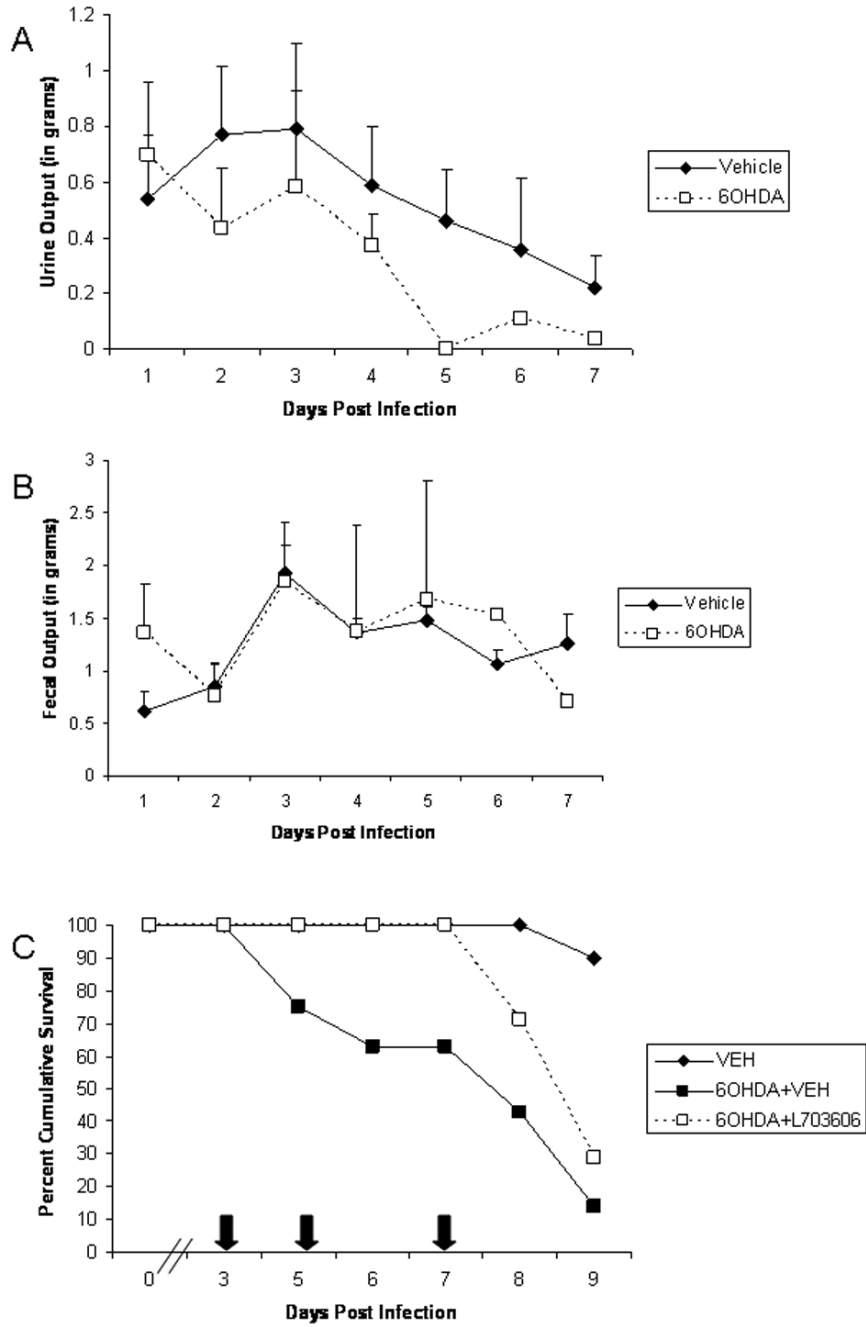 A
Urine Output (in grams)
1.2
1
0.8
0.6
0.4
0.2
0
1 2 3 4 5 6 7
Days Post Infection
Vehicle
6OHDA
B
Fecal Output (in grams)
3
2.5
2
1.5
1
0.5
0
1 2 3 4 5 6 7
Days Post Infection
Vehicle
6OHDA
C
Percent Cumulative Survival
100
90
80
70
60
50
40
30
20
10
0
0 3 5 6 7 8 9
Days Post Infection
VEH
6OHDA+VEH
6OHDA+L703606